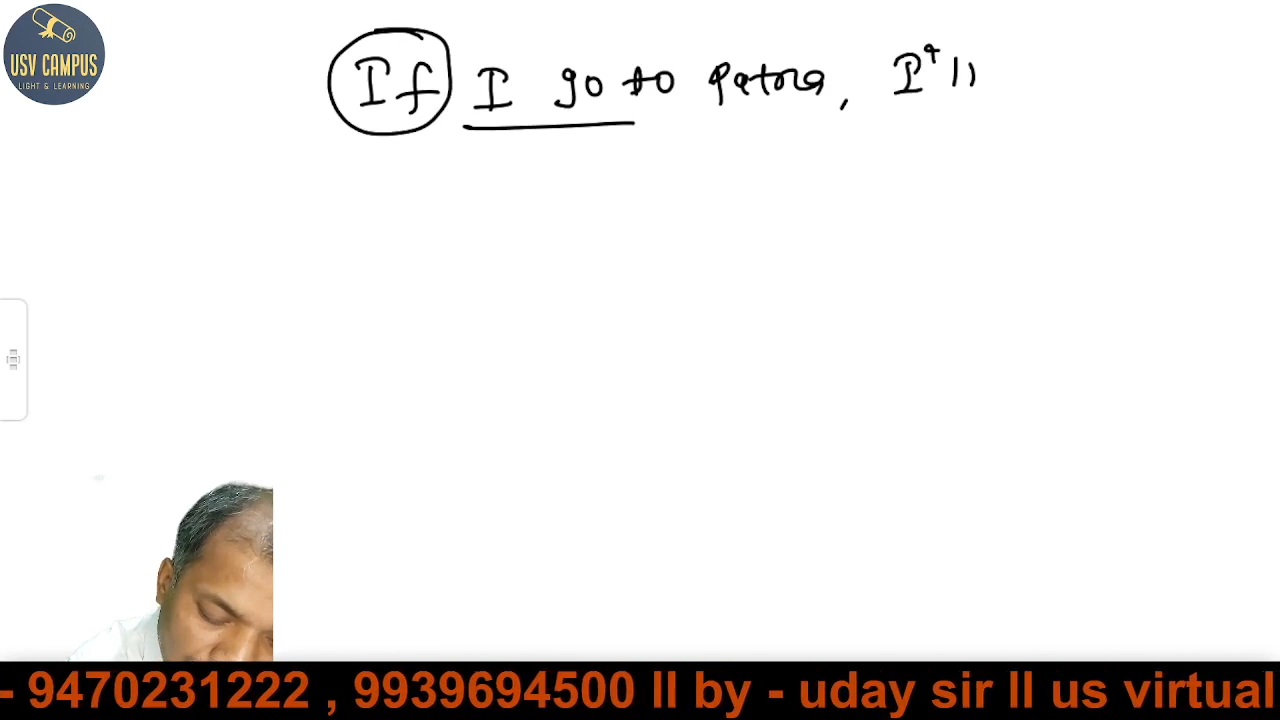 USV CAMPUS
LIGHT & LEARNING
If I go to Patna, I'll
- 9470231222 , 9939694500 ll by - uday sir ll us virtual